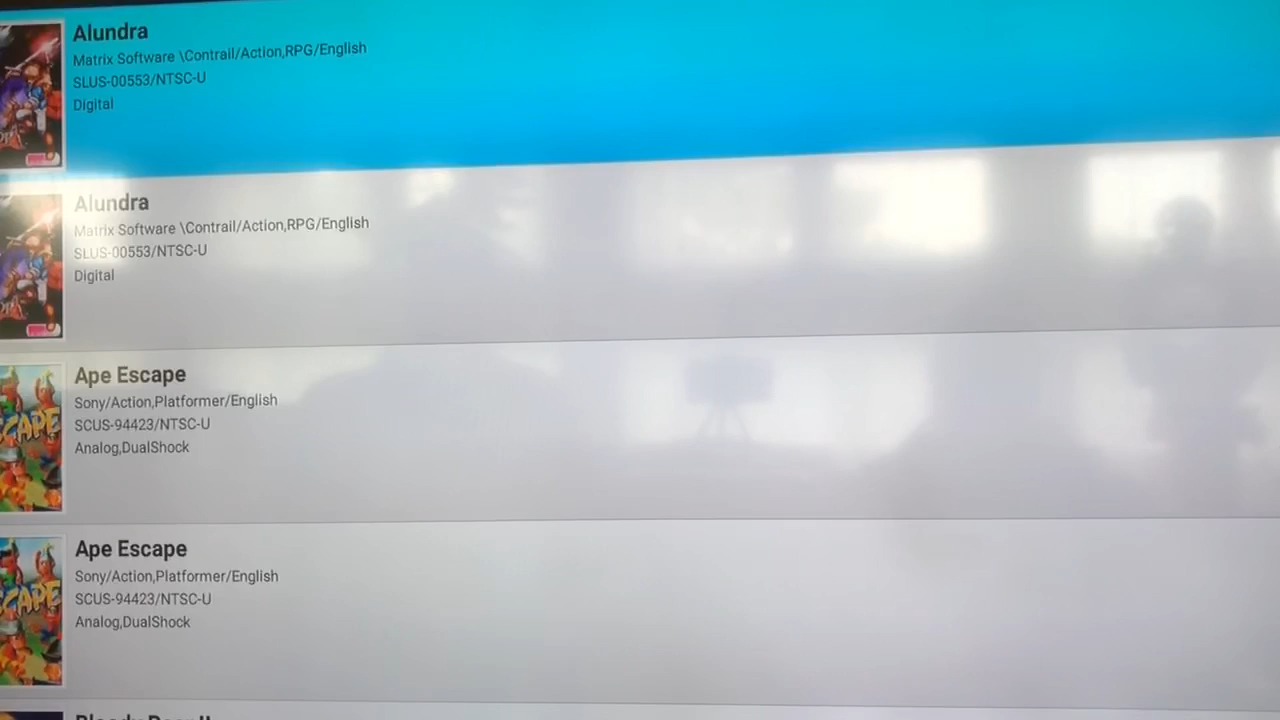 Alundra
Matrix Software \Contrail/Action,RPG/English
SLUS-00553/NTSC-U
Digital
Alundra
Matrix Software \Contrail/Action,RPG/English
SLUS-00553/NTSC-U
Digital
CAPE
Ape Escape
Sony/Action,Platformer/English
SCUS-94423/NTSC-U
Analog,DualShock
CAPE
Ape Escape
Sony/Action,Platformer/English
SCUS-94423/NTSC-U
Analog,DualShock